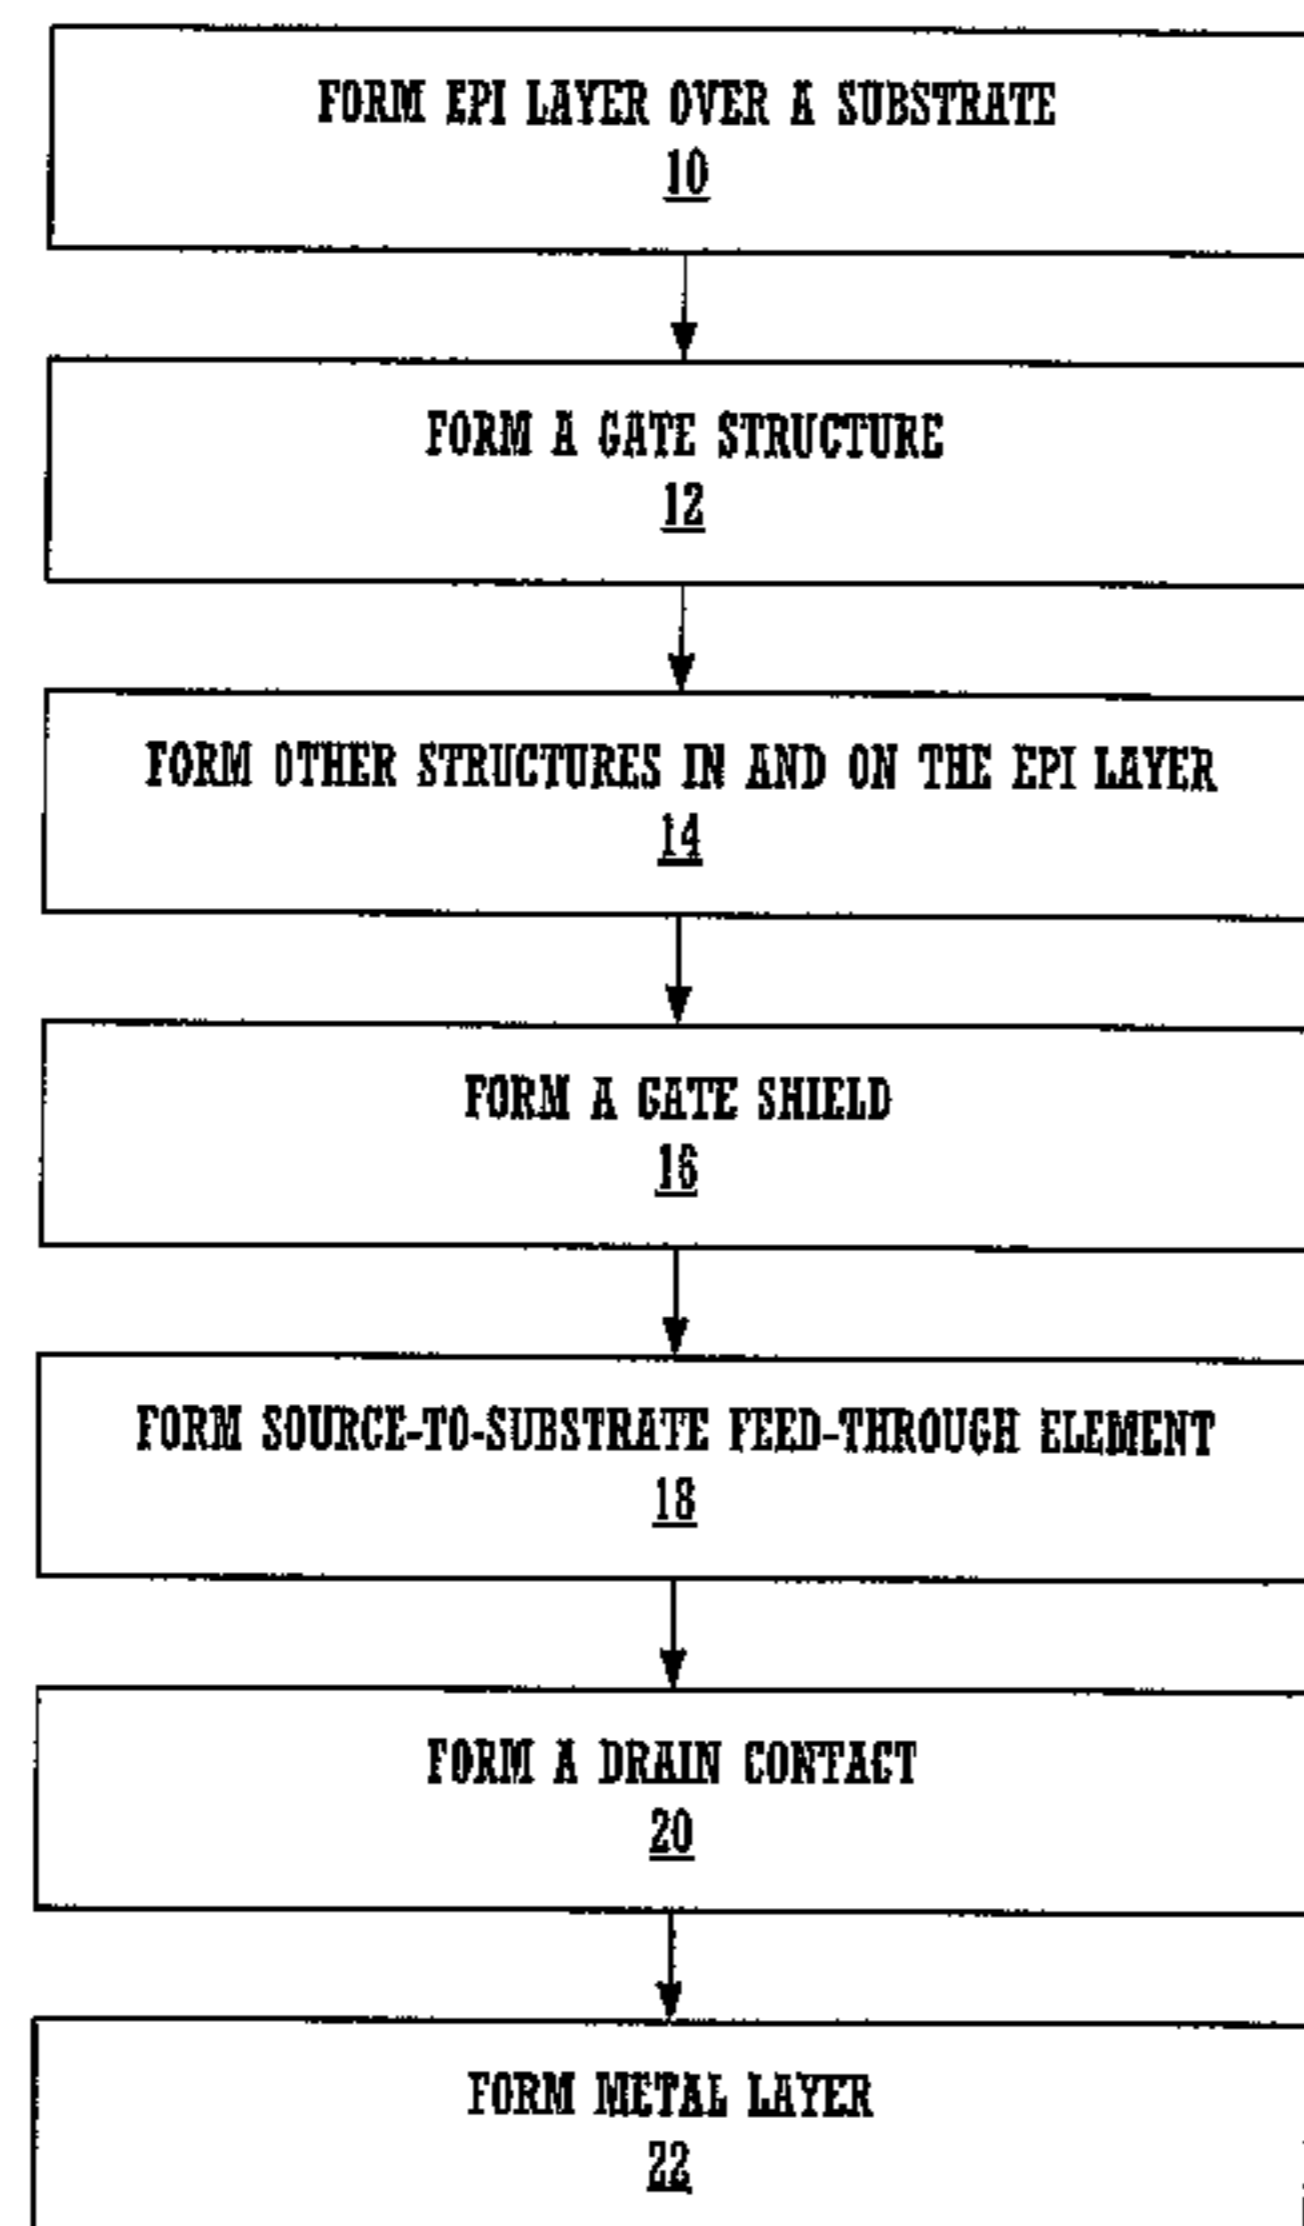 FORM EPI LAYER OVER A SUBSTRATE
10
FORM A GATE STRUCTURE
12
FORM OTHER STRUCTURES IN AND ON THE EPI LAYER
14
FORM A GATE SHIELD
16
FORM SOURCE-TO-SUBSTRATE FEED-THROUGH ELEMENT
18
FORM A DRAIN CONTACT
20
FORM METAL LAYER
22